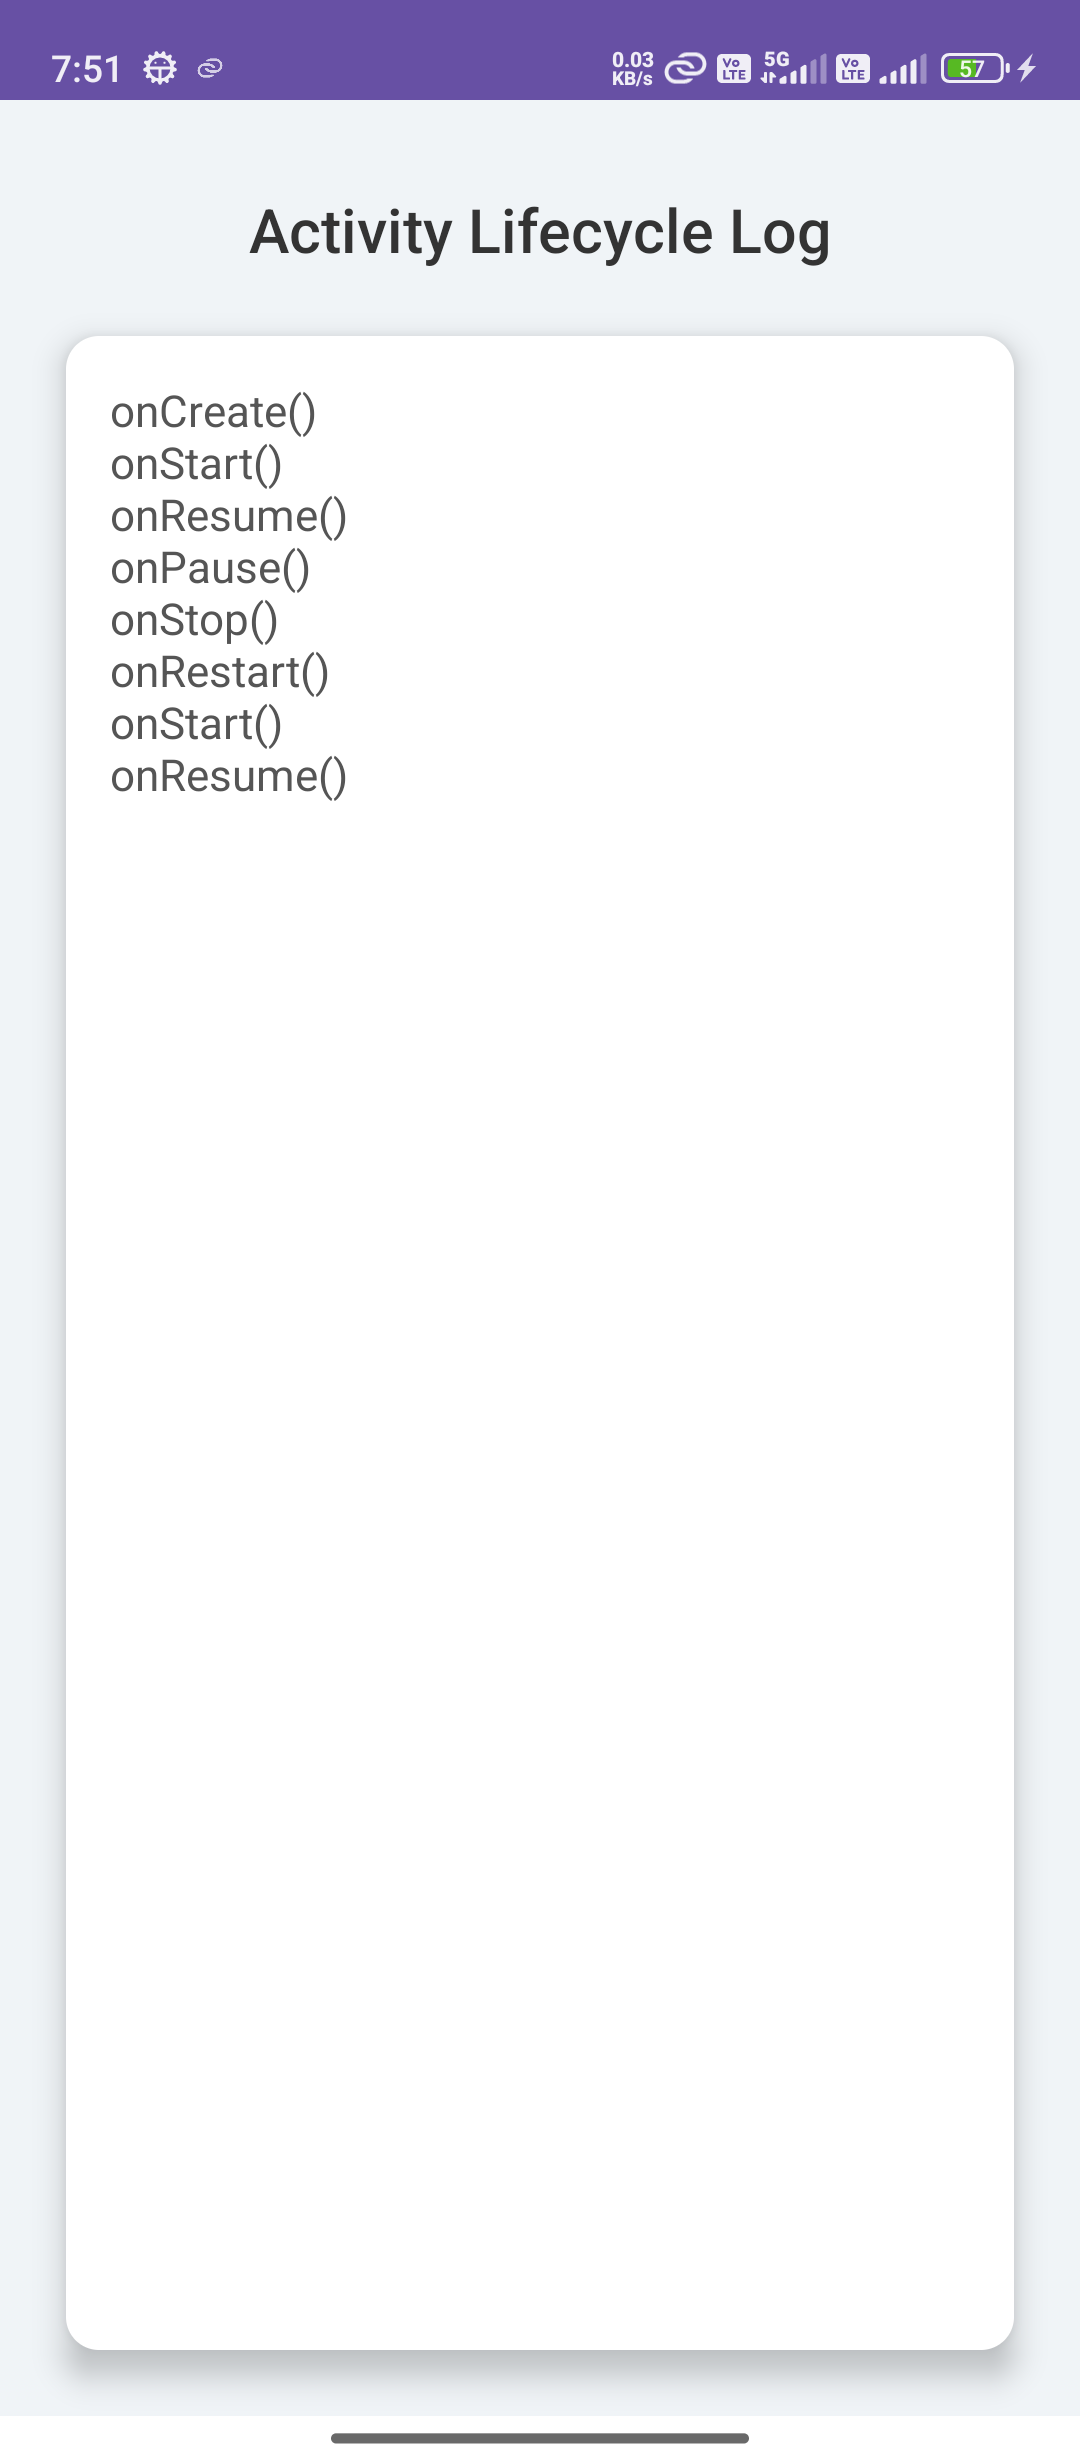 7:51 0.03 KB/s Vo LTE 5G Vo LTE 57
Activity Lifecycle Log
onCreate()
onStart()
onResume()
onPause()
onStop()
onRestart()
onStart()
onResume()